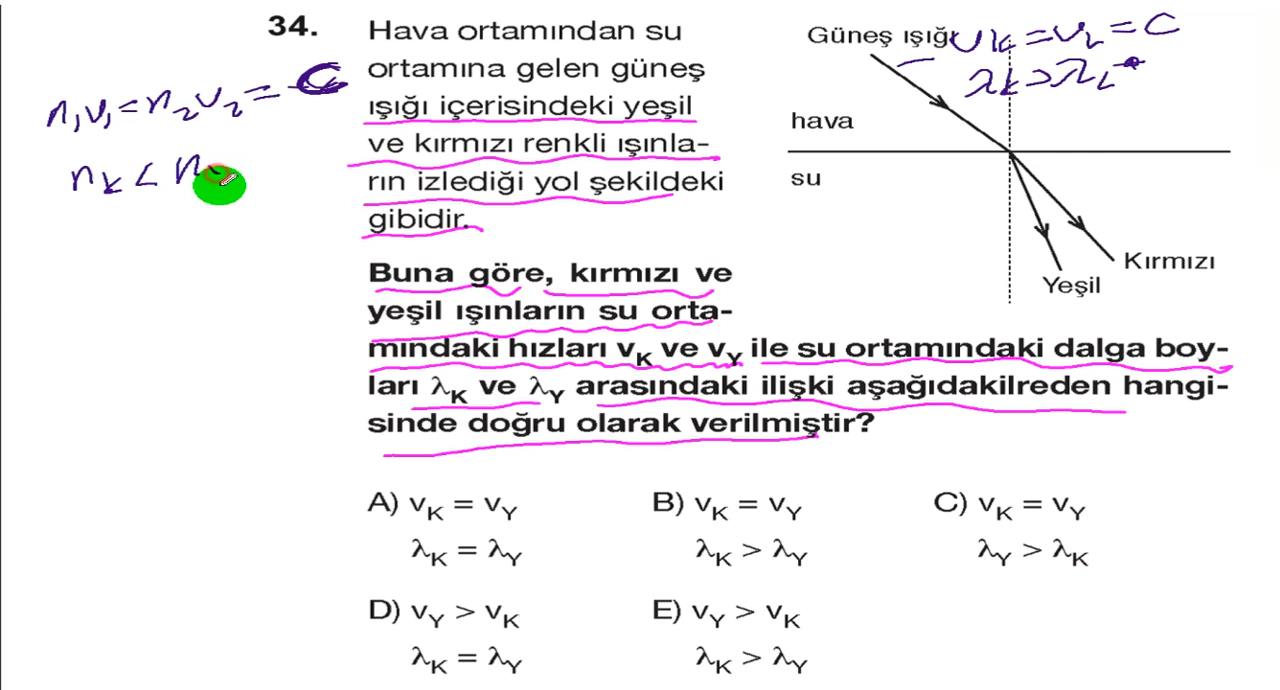 34.
Hava ortamından su
ortamına gelen güneş
ışığı içerisindeki yeşil
ve kırmızı renkli ışınla-
rın izlediği yol şekildeki
gibidir.
Buna göre, kırmızı ve
yeşil ışınların su orta-
mındaki hızları vK ve vY ile su ortamındaki dalga boy-
ları λK ve λY arasındaki ilişki aşağıdakilreden hangi-
sinde doğru olarak verilmiştir?
Güneş ışığı
hava
su
Kırmızı
Yeşil
n₁v₁=n₂v₂=C
nK < n
A) vK = vY
λK = λY
B) vK = vY
λK > λY
C) vK = vY
λY > λK
D) vY > vK
λK = λY
E) vY > vK
λK > λY